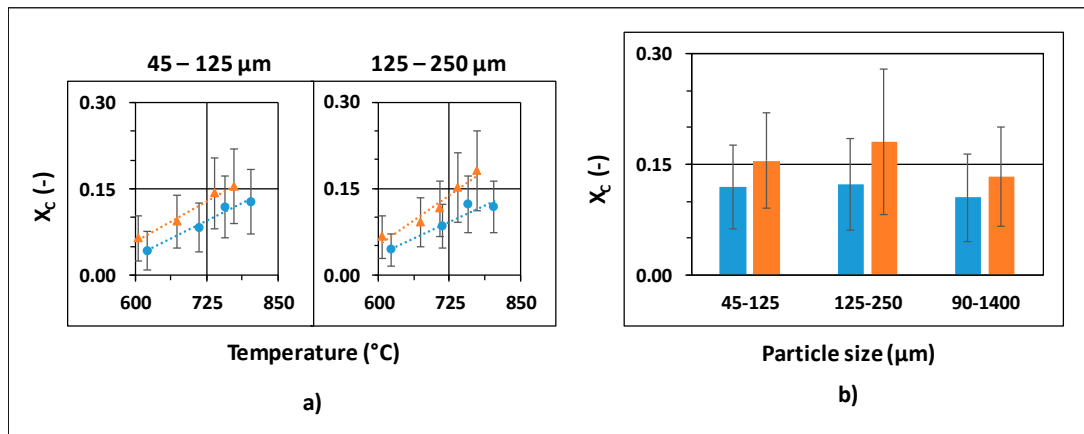 45 – 125 µm
125 – 250 µm
X_C (-)
0.30
0.15
0.00
600
725
850
0.30
0.15
0.00
600
725
850
Temperature (°C)
a)
X_C (-)
0.30
0.15
0.00
45-125
125-250
90-1400
Particle size (µm)
b)